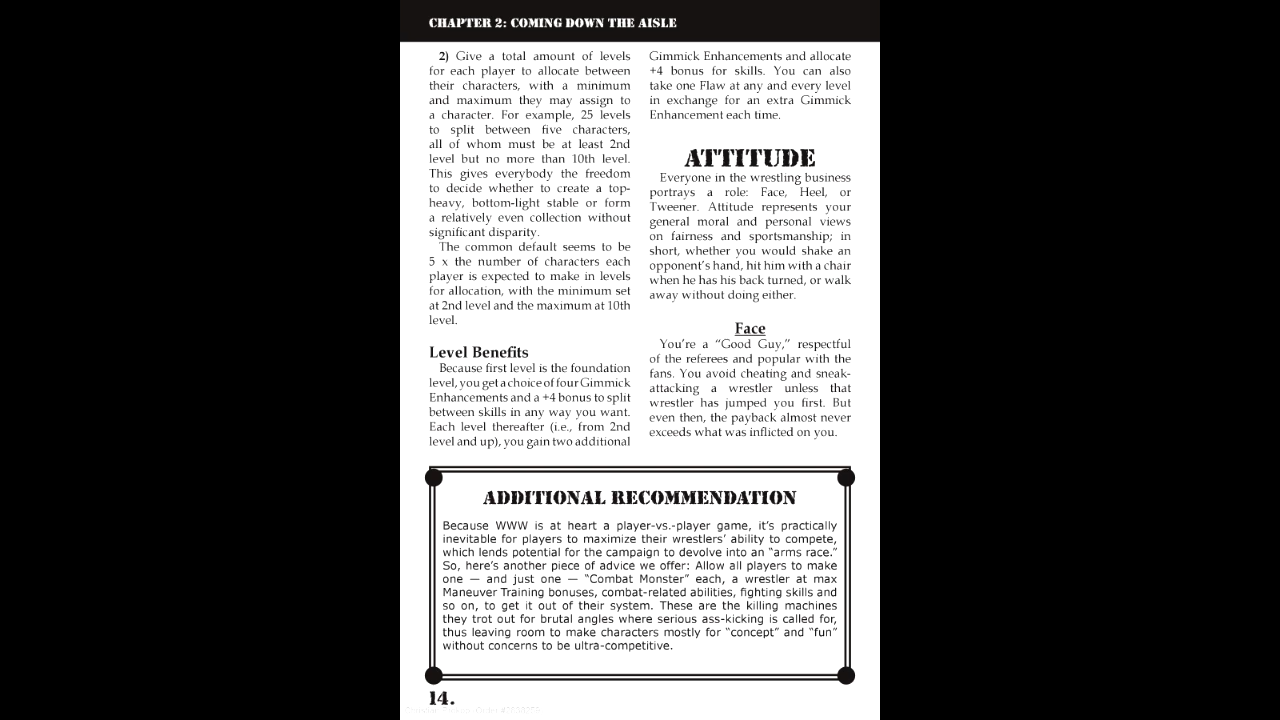 CHAPTER 2: COMING DOWN THE AISLE
2) Give a total amount of levels
for each player to allocate between
their characters, with a minimum
and maximum they may assign to
a character. For example, 25 levels
to split between five characters,
all of whom must be at least 2nd
level but no more than 10th level.
This gives everybody the freedom
to decide whether to create a top-
heavy, bottom-light stable or form
a relatively even collection without
significant disparity.
The common default seems to be
5 x the number of characters each
player is expected to make in levels
for allocation, with the minimum set
at 2nd level and the maximum at 10th
level.
Level Benefits
Because first level is the foundation
level, you get a choice of four Gimmick
Enhancements and a +4 bonus to split
between skills in any way you want.
Each level thereafter (i.e., from 2nd
level and up), you gain two additional
Gimmick Enhancements and allocate
+4 bonus for skills. You can also
take one Flaw at any and every level
in exchange for an extra Gimmick
Enhancement each time.
ATTITUDE
Everyone in the wrestling business
portrays a role: Face, Heel, or
Tweener. Attitude represents your
general moral and personal views
on fairness and sportsmanship; in
short, whether you would shake an
opponent's hand, hit him with a chair
when he has his back turned, or walk
away without doing either.
Face
You're a "Good Guy," respectful
of the referees and popular with the
fans. You avoid cheating and sneak-
attacking a wrestler unless that
wrestler has jumped you first. But
even then, the payback almost never
exceeds what was inflicted on you.
ADDITIONAL RECOMMENDATION
Because WWW is at heart a player-vs.-player game, it's practically
inevitable for players to maximize their wrestlers' ability to compete,
which lends potential for the campaign to devolve into an "arms race."
So, here's another piece of advice we offer: Allow all players to make
one — and just one — "Combat Monster" each, a wrestler at max
Maneuver Training bonuses, combat-related abilities, fighting skills and
so on, to get it out of their system. These are the killing machines
they trot out for brutal angles where serious ass-kicking is called for,
thus leaving room to make characters mostly for "concept" and "fun"
without concerns to be ultra-competitive.
14.